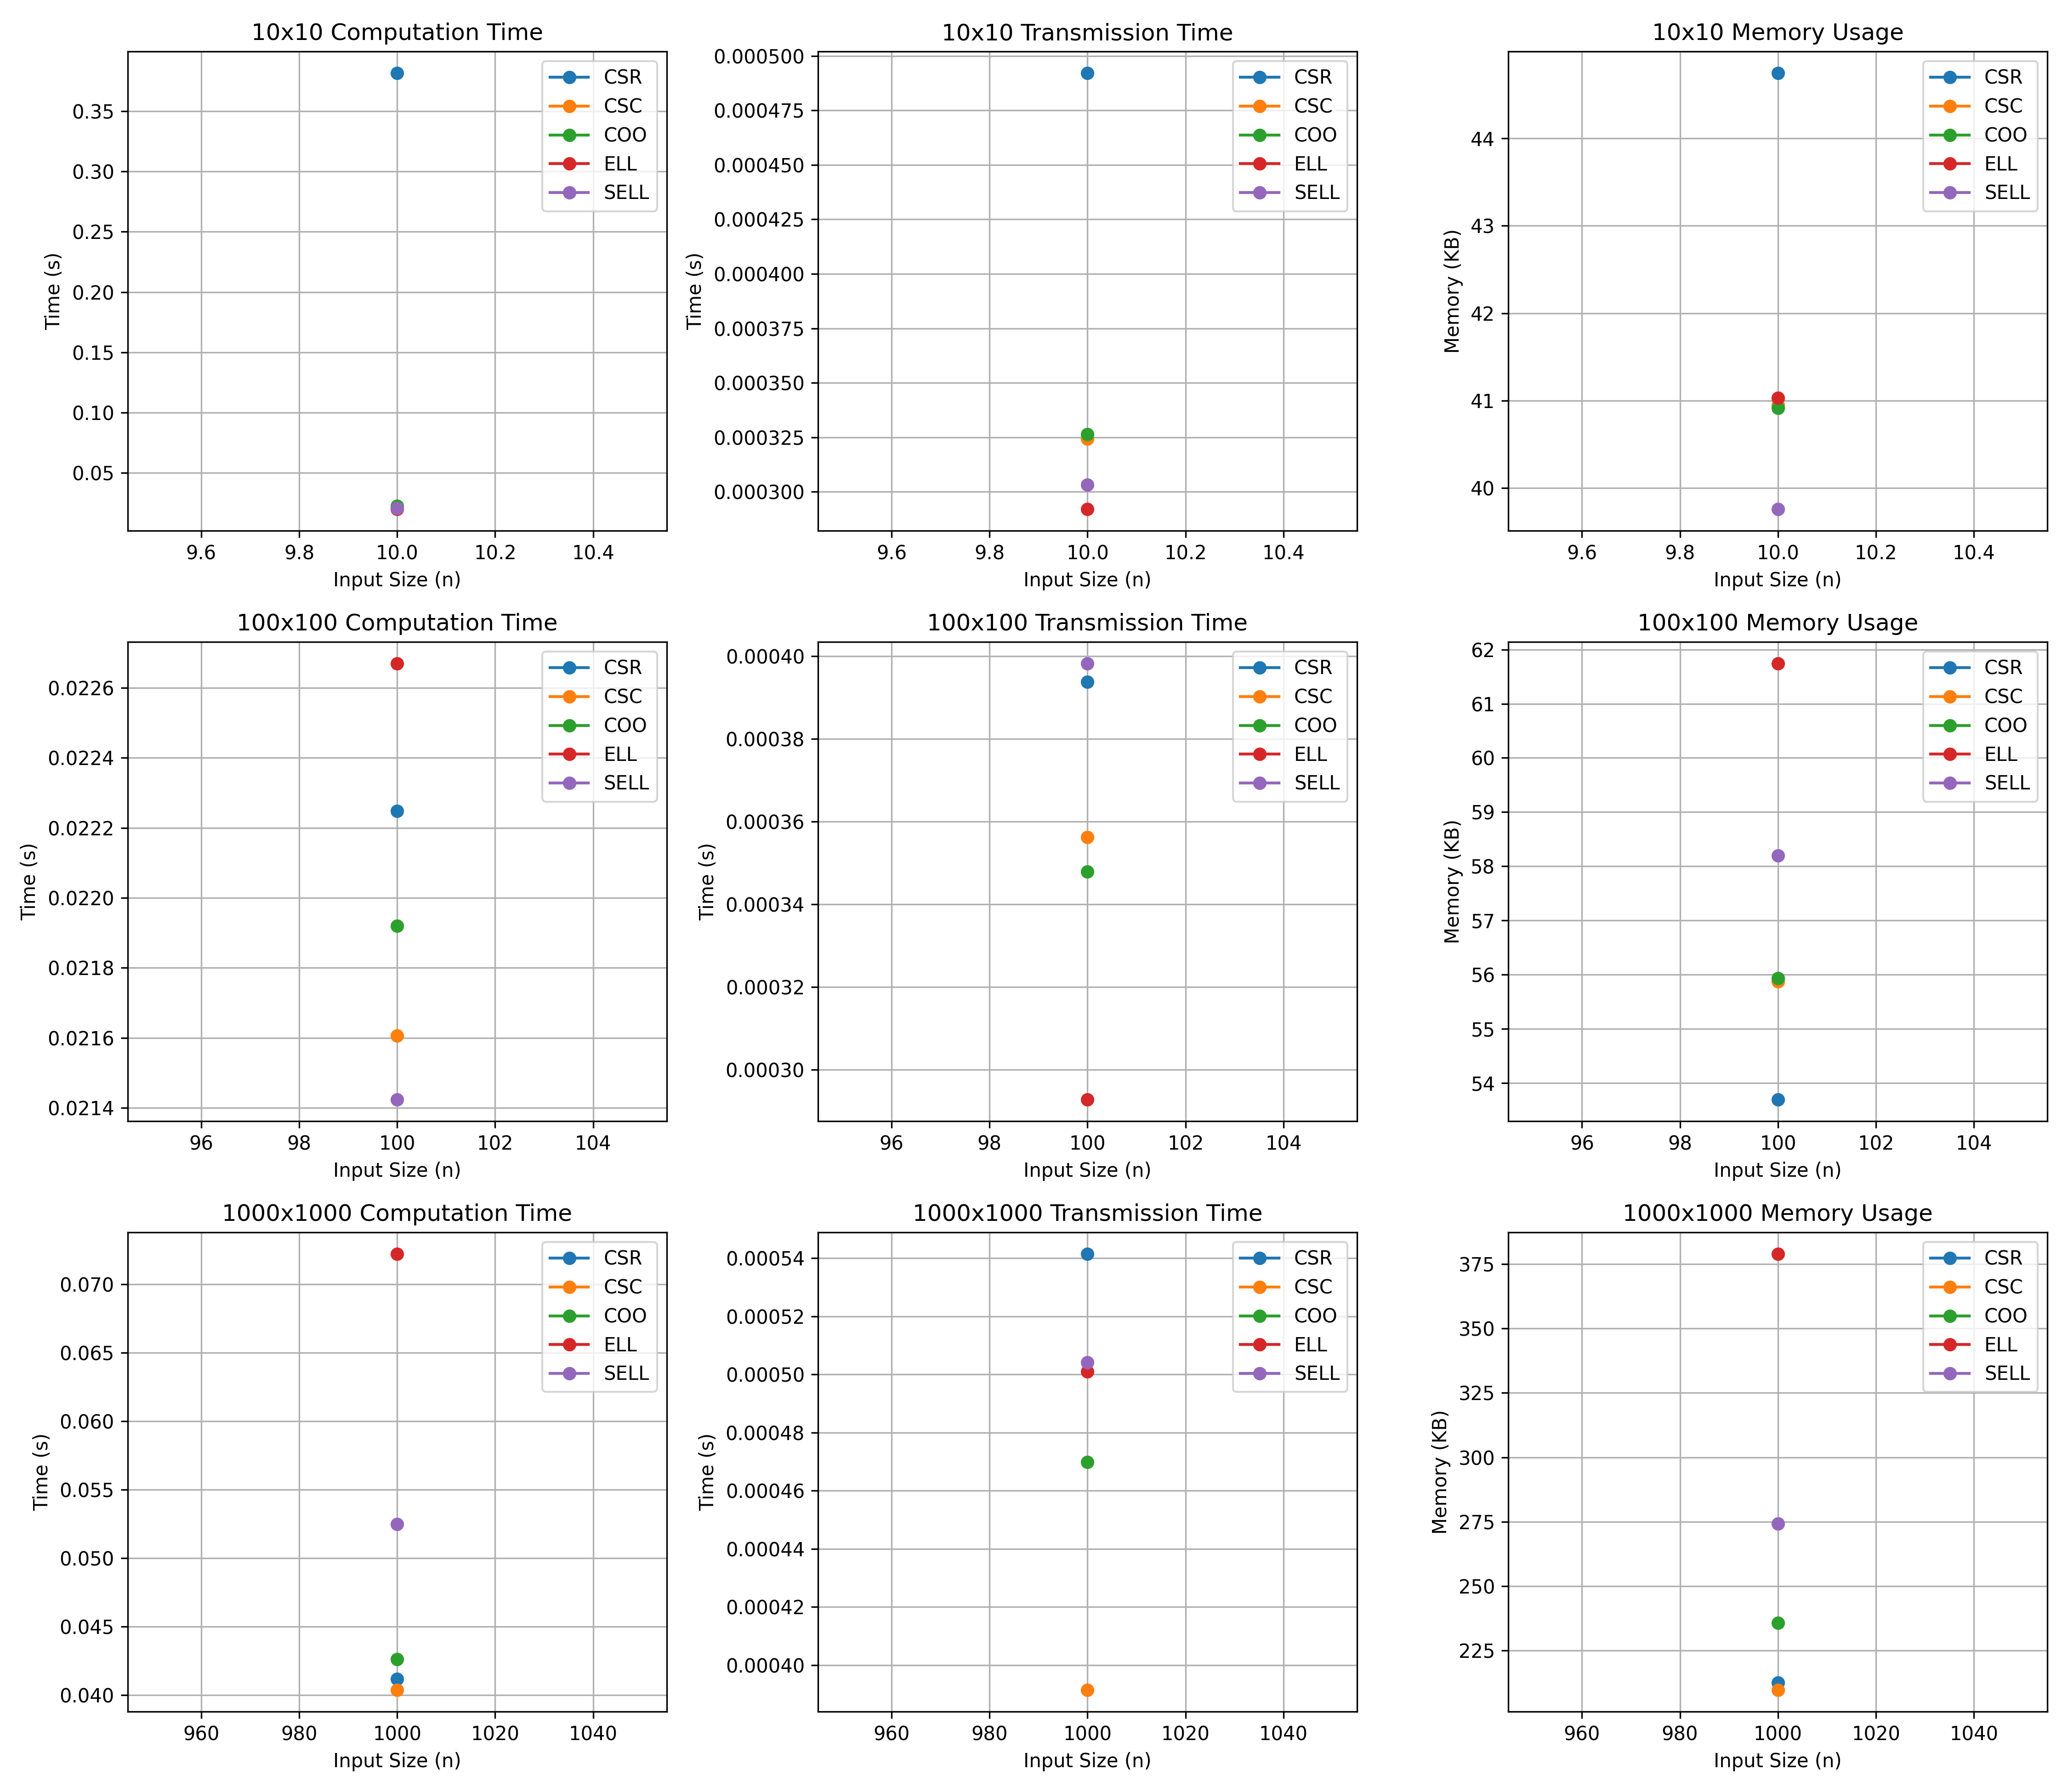 10x10 Computation Time
Time (s)
0.35
0.30
0.25
0.20
0.15
0.10
0.05
9.6 9.8 10.0 10.2 10.4
Input Size (n)
CSR
CSC
COO
ELL
SELL
10x10 Transmission Time
Time (s)
0.000500
0.000475
0.000450
0.000425
0.000400
0.000375
0.000350
0.000325
0.000300
9.6 9.8 10.0 10.2 10.4
Input Size (n)
CSR
CSC
COO
ELL
SELL
10x10 Memory Usage
Memory (KB)
44
43
42
41
40
9.6 9.8 10.0 10.2 10.4
Input Size (n)
CSR
CSC
COO
ELL
SELL
100x100 Computation Time
Time (s)
0.0226
0.0224
0.0222
0.0220
0.0218
0.0216
0.0214
96 98 100 102 104
Input Size (n)
CSR
CSC
COO
ELL
SELL
100x100 Transmission Time
Time (s)
0.00040
0.00038
0.00036
0.00034
0.00032
0.00030
96 98 100 102 104
Input Size (n)
CSR
CSC
COO
ELL
SELL
100x100 Memory Usage
Memory (KB)
62
61
60
59
58
57
56
55
54
96 98 100 102 104
Input Size (n)
CSR
CSC
COO
ELL
SELL
1000x1000 Computation Time
Time (s)
0.070
0.065
0.060
0.055
0.050
0.045
0.040
960 980 1000 1020 1040
Input Size (n)
CSR
CSC
COO
ELL
SELL
1000x1000 Transmission Time
Time (s)
0.00054
0.00052
0.00050
0.00048
0.00046
0.00044
0.00042
0.00040
960 980 1000 1020 1040
Input Size (n)
CSR
CSC
COO
ELL
SELL
1000x1000 Memory Usage
Memory (KB)
375
350
325
300
275
250
225
960 980 1000 1020 1040
Input Size (n)
CSR
CSC
COO
ELL
SELL